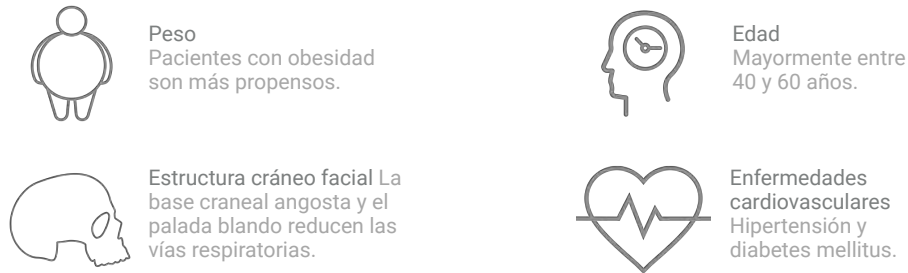 Peso
Pacientes con obesidad
son más propensos.
Edad
Mayormente entre
40 y 60 años.
Estructura cráneo facial La
base craneal angosta y el
palada blando reducen las
vías respiratorias.
Enfermedades
cardiovasculares
Hipertensión y
diabetes mellitus.